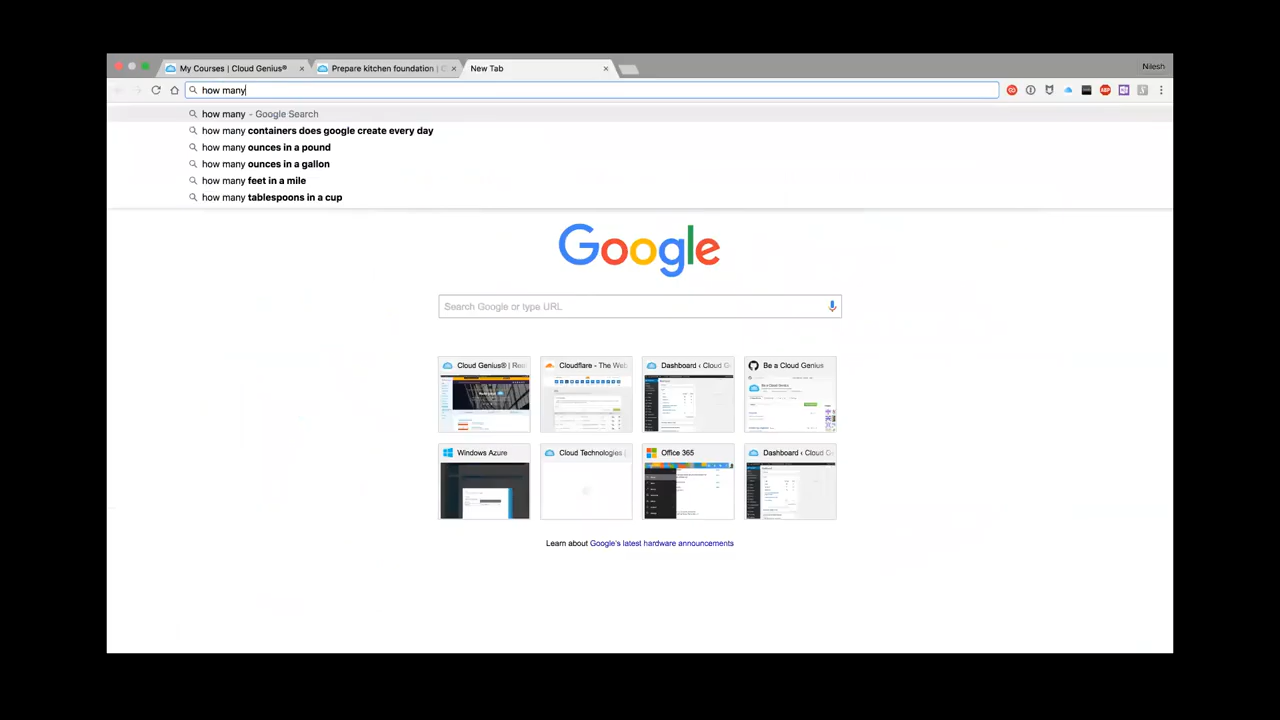 My Courses | Cloud Genius®
Prepare kitchen foundation | C
New Tab
Nilesh
how many
how many – Google Search
how many containers does google create every day
how many ounces in a pound
how many ounces in a gallon
how many feet in a mile
how many tablespoons in a cup
Google
Search Google or type URL
Cloud Genius® | Rea
Cloudflare - The Web
Dashboard ‹ Cloud G
Be a Cloud Genius
Windows Azure
Cloud Technologies |
Office 365
Dashboard ‹ Cloud G
Learn about Google's latest hardware announcements